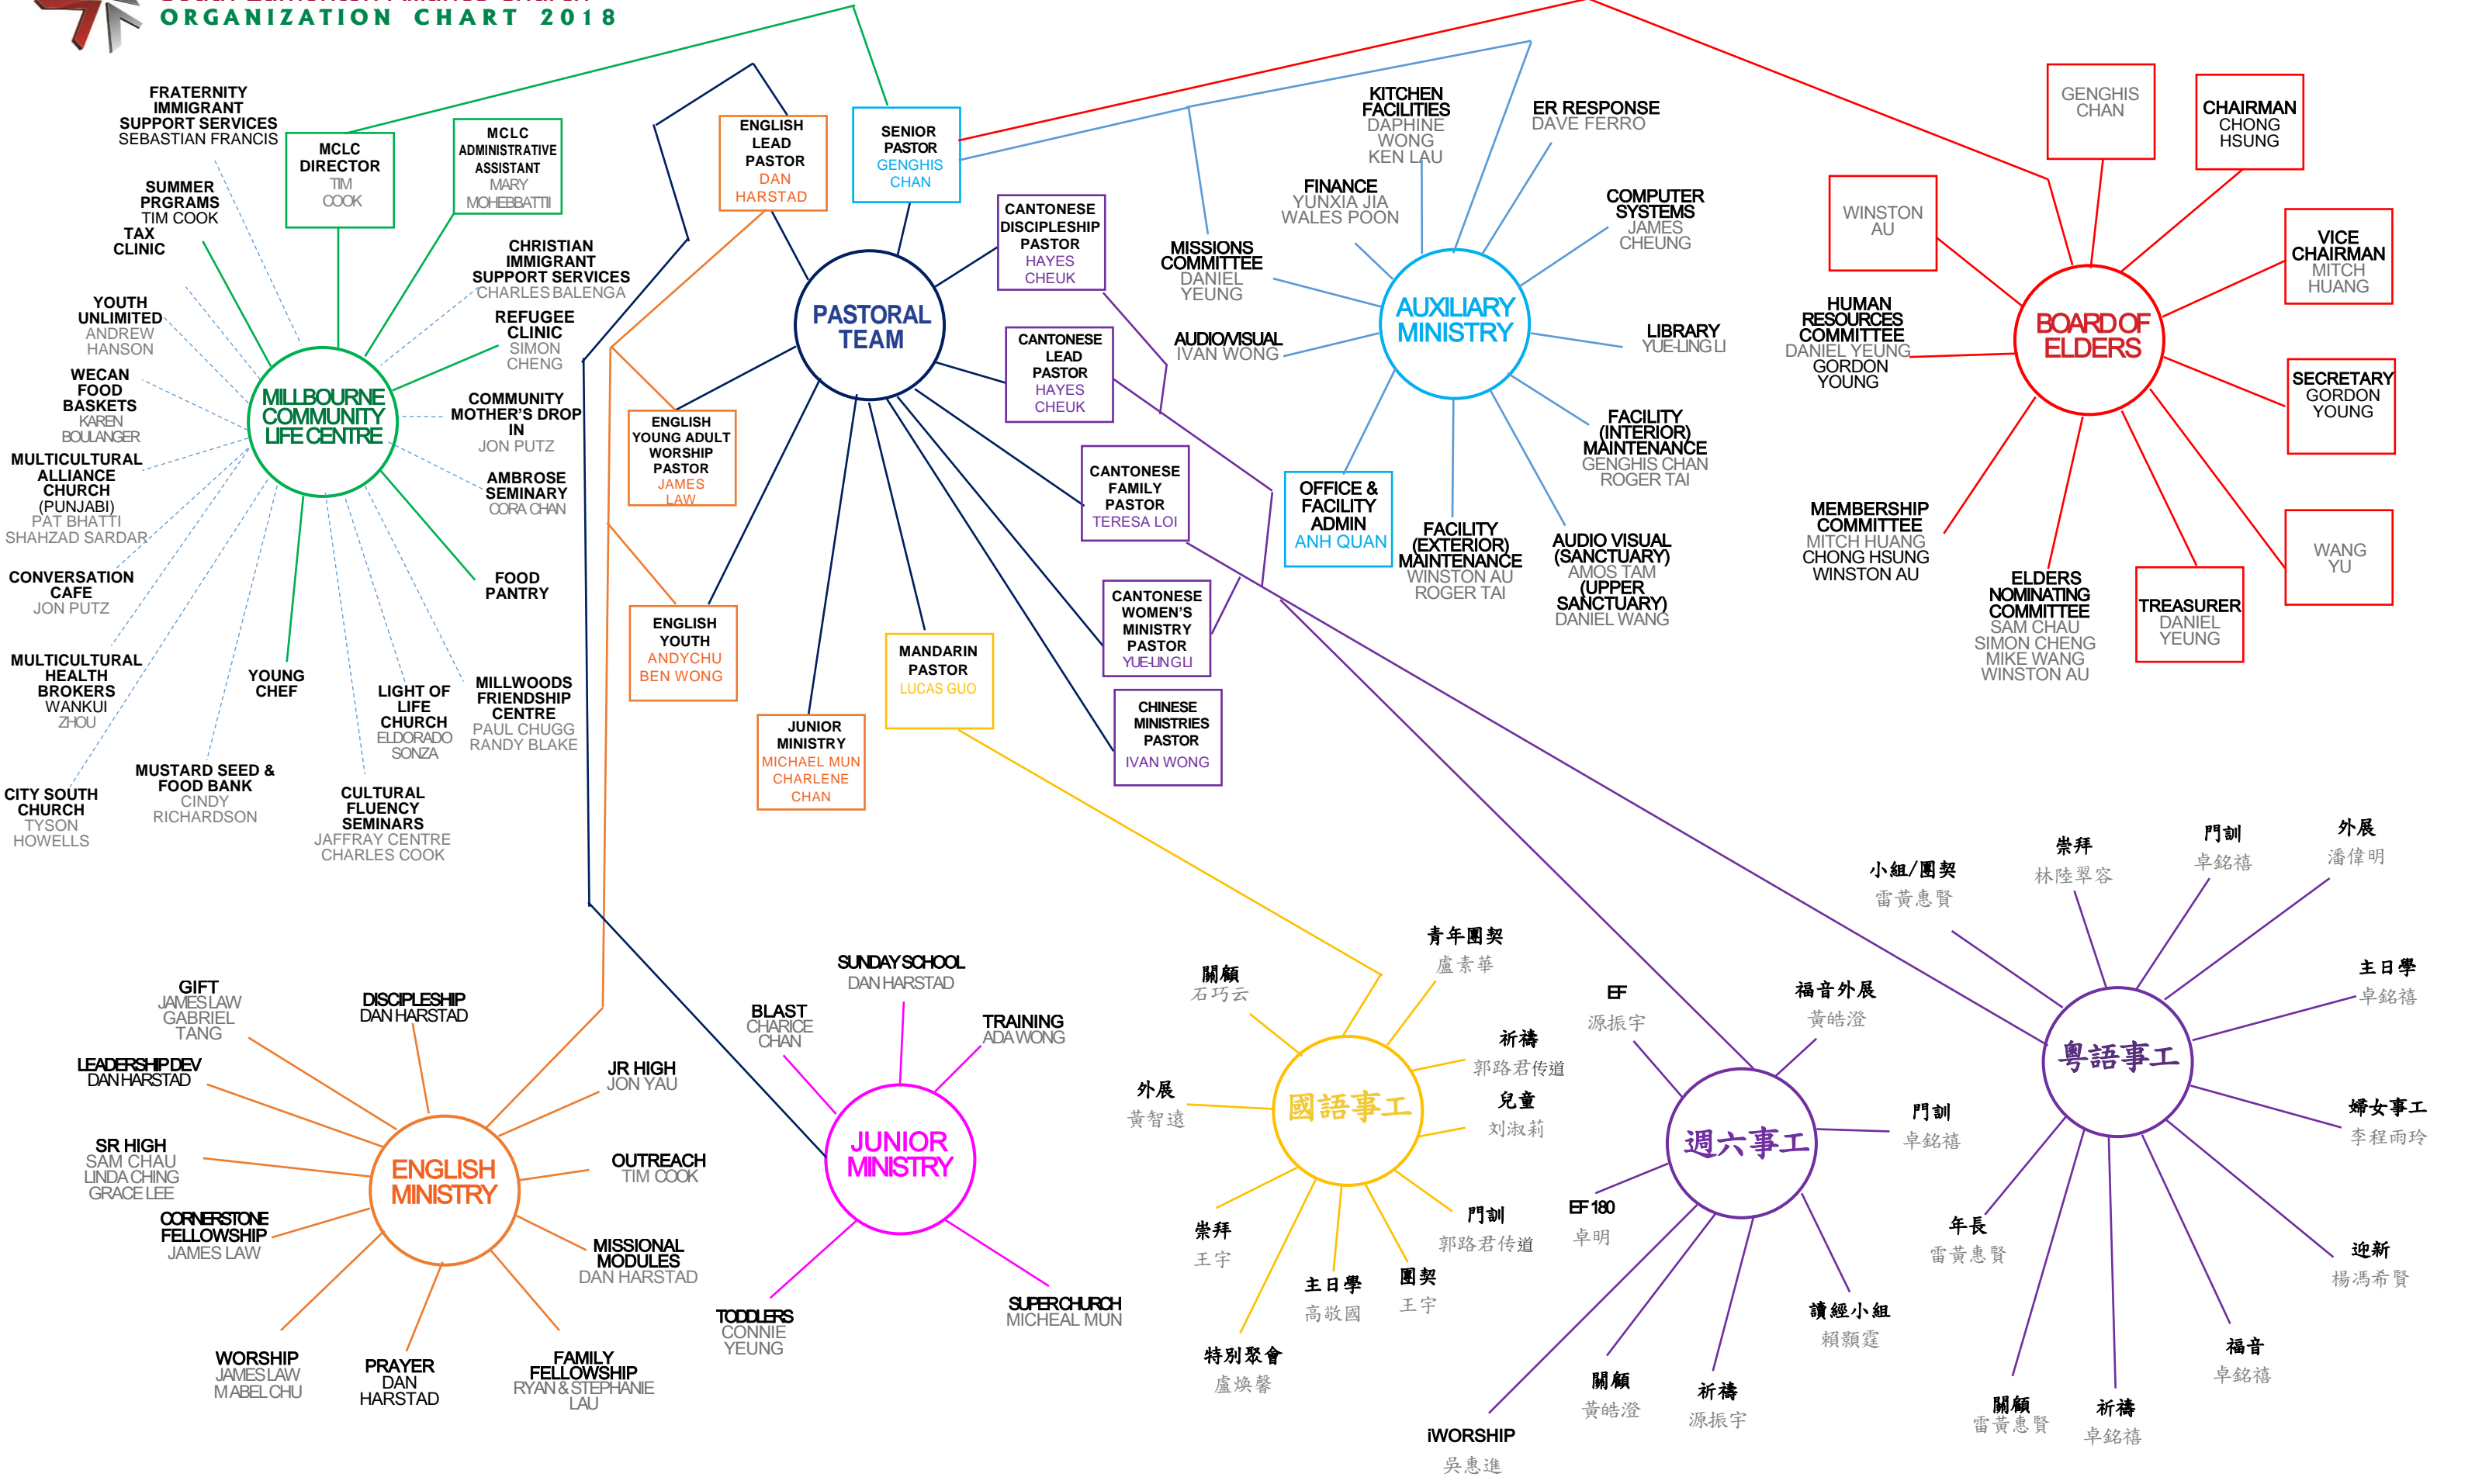 ORGANIZATION CHART 2018
FRATERNITY
IMMIGRANT
SUPPORT SERVICES
SEBASTIAN FRANCIS
SUMMER
PRGRAMS
TIM COOK
TAX
CLINIC
YOUTH
UNLIMITED
ANDREW
HANSON
WECAN
FOOD
BASKETS
KAREN
BOULANGER
MULTICULTURAL
ALLIANCE
CHURCH
(PUNJABI)
PAT BHATTI
SHAHZAD SARDAR
CONVERSATION
CAFE
JON PUTZ
MULTICULTURAL
HEALTH
BROKERS
WANKUI
ZHOU
CITY SOUTH
CHURCH
TYSON
HOWELLS
MUSTARD SEED &
FOOD BANK
CINDY
RICHARDSON
YOUNG
CHEF
CULTURAL
FLUENCY
SEMINARS
JAFFRAY CENTRE
CHARLES COOK
LIGHT OF
LIFE
CHURCH
ELDORADO
SONZA
MILLWOODS
FRIENDSHIP
CENTRE
PAUL CHUGG
RANDY BLAKE
FOOD
PANTRY
AMBROSE
SEMINARY
CORA CHAN
COMMUNITY
MOTHER'S DROP
IN
JON PUTZ
REFUGEE
CLINIC
SIMON
CHENG
CHRISTIAN
IMMIGRANT
SUPPORT SERVICES
CHARLES BALENGA
MCLC
ADMINISTRATIVE
ASSISTANT
MARY
MOHEBBATTII
MCLC
DIRECTOR
TIM
COOK
MILLBOURNE
COMMUNITY
LIFE CENTRE
ENGLISH
LEAD
PASTOR
DAN
HARSTAD
SENIOR
PASTOR
GENGHIS
CHAN
CANTONESE
DISCIPLESHIP
PASTOR
HAYES
CHEUK
CANTONESE
LEAD
PASTOR
HAYES
CHEUK
CANTONESE
FAMILY
PASTOR
TERESA LOI
CANTONESE
WOMEN'S
MINISTRY
PASTOR
YUE-LING LI
CHINESE
MINISTRIES
PASTOR
IVAN WONG
MANDARIN
PASTOR
LUCAS GUO
JUNIOR
MINISTRY
MICHAEL MUN
CHARLENE
CHAN
ENGLISH
YOUTH
ANDYCHU
BEN WONG
ENGLISH
YOUNG ADULT
WORSHIP
PASTOR
JAMES
LAW
PASTORAL
TEAM
KITCHEN
FACILITIES
DAPHINE
WONG
KEN LAU
ER RESPONSE
DAVE FERRO
FINANCE
YUNXIA JIA
WALES POON
COMPUTER
SYSTEMS
JAMES
CHEUNG
MISSIONS
COMMITTEE
DANIEL
YEUNG
AUDIO/VISUAL
IVAN WONG
LIBRARY
YUE-LING LI
OFFICE &
FACILITY
ADMIN
ANH QUAN
FACILITY
(EXTERIOR)
MAINTENANCE
WINSTON AU
ROGER TAI
FACILITY
(INTERIOR)
MAINTENANCE
GENGHIS CHAN
ROGER TAI
AUDIO VISUAL
(SANCTUARY)
AMOS TAM
(UPPER
SANCTUARY)
DANIEL WANG
AUXILIARY
MINISTRY
GENGHIS
CHAN
CHAIRMAN
CHONG
HSUNG
WINSTON
AU
VICE
CHAIRMAN
MITCH
HUANG
HUMAN
RESOURCES
COMMITTEE
DANIEL YEUNG
GORDON
YOUNG
SECRETARY
GORDON
YOUNG
MEMBERSHIP
COMMITTEE
MITCH HUANG
CHONG HSUNG
WINSTON AU
ELDERS
NOMINATING
COMMITTEE
SAM CHAU
SIMON CHENG
MIKE WANG
WINSTON AU
TREASURER
DANIEL
YEUNG
WANG
YU
BOARD OF
ELDERS
GIFT
JAMES LAW
GABRIEL
TANG
DISCIPLESHIP
DAN HARSTAD
LEADERSHIP DEV
DAN HARSTAD
JR HIGH
JON YAU
SR HIGH
SAM CHAU
LINDA CHING
GRACE LEE
OUTREACH
TIM COOK
CORNERSTONE
FELLOWSHIP
JAMES LAW
MISSIONAL
MODULES
DAN HARSTAD
WORSHIP
JAMES LAW
MABEL CHU
PRAYER
DAN
HARSTAD
FAMILY
FELLOWSHIP
RYAN & STEPHANIE
LAU
ENGLISH
MINISTRY
SUNDAY SCHOOL
DAN HARSTAD
BLAST
CHARICE
CHAN
TRAINING
ADA WONG
TODDLERS
CONNIE
YEUNG
SUPER CHURCH
MICHEAL MUN
JUNIOR
MINISTRY
青年團契
盧素華
關顧
石巧云
祈禱
郭路君传道
外展
黃智遠
兒童
刘淑莉
崇拜
王宇
門訓
郭路君传道
主日學
高敬國
團契
王宇
特別聚會
盧煥馨
國語事工
EF
源振宇
福音外展
黃皓澄
門訓
卓銘禧
EF 180
卓明
讀經小組
賴顥霆
關顧
黃皓澄
祈禱
源振宇
iWORSHIP
吳惠進
週六事工
小組/團契
雷黃惠賢
崇拜
林陸翠容
門訓
卓銘禧
外展
潘偉明
主日學
卓銘禧
婦女事工
李程雨玲
年長
雷黃惠賢
迎新
楊馮希賢
福音
卓銘禧
關顧
雷黃惠賢
祈禱
卓銘禧
粵語事工